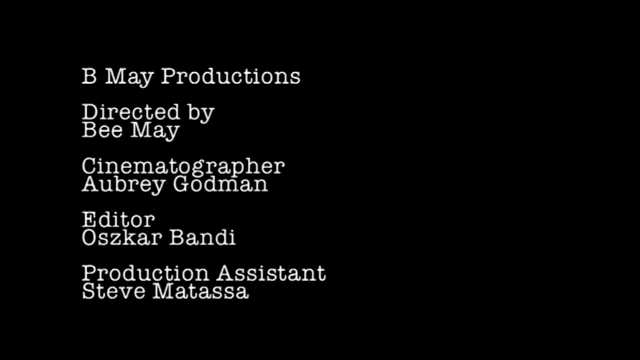 B May Productions
Directed by
Bee May
Cinematographer
Aubrey Godman
Editor
Oszkar Bandi
Production Assistant
Steve Matassa